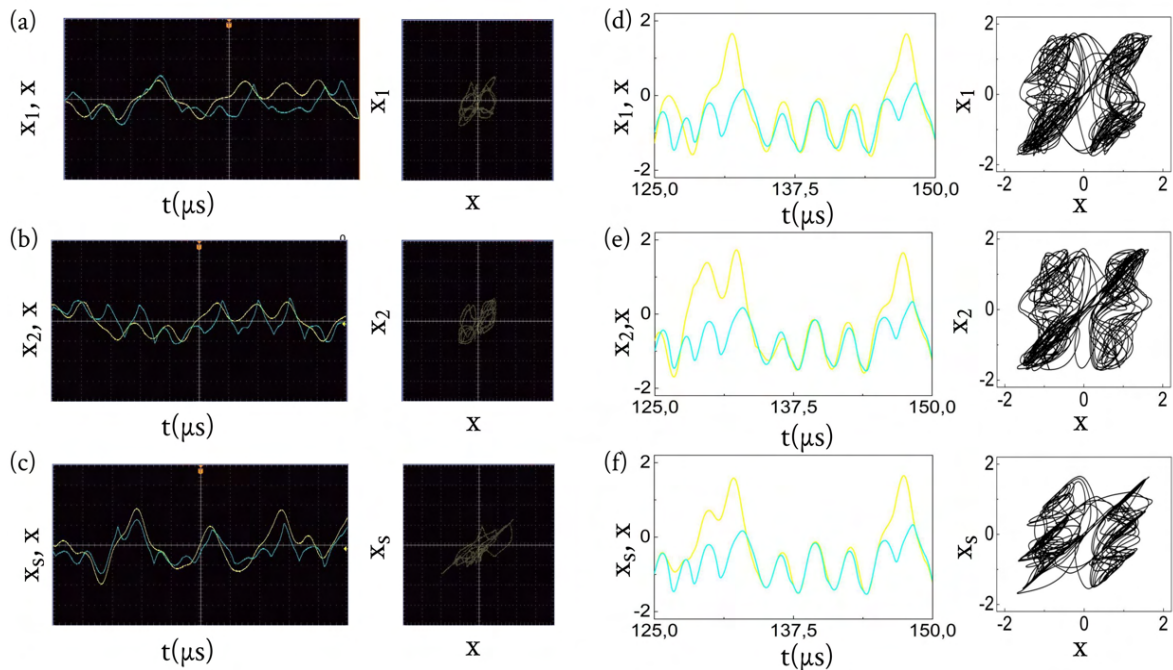 (a)
x₁, x
t(μs)
x₁
x
(b)
0
x₂,x
t(μs)
x₂
x
(c)
xₛ, x
t(μs)
xₛ
x
(d)
x₁, x
2
0
-2
125,0 137,5 150,0
t(μs)
x₁
2
0
-2
-2 0 2
x
(e)
x₂,x
2
0
-2
125,0 137,5 150,0
t(μs)
x₂
2
0
-2
-2 0 2
x
(f)
xₛ, x
2
0
-2
125,0 137,5 150,0
t(μs)
xₛ
2
0
-2
-2 0 2
x